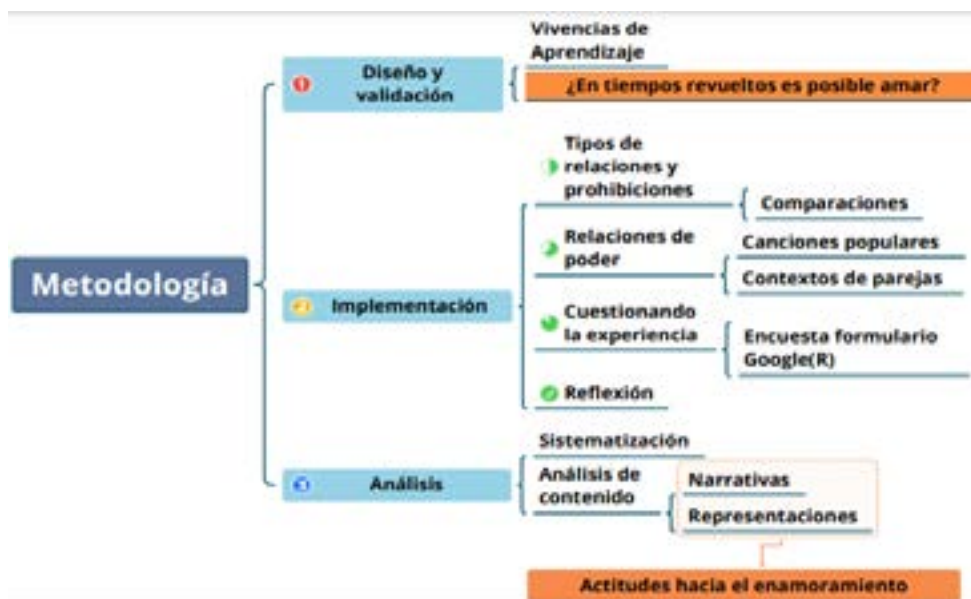 Metodología
Diseño y
validación
Vivencias de
Aprendizaje
¿En tiempos revueltos es posible amar?
Implementación
Tipos de
relaciones y
prohibiciones
Comparaciones
Relaciones de
poder
Canciones populares
Contextos de parejas
Cuestionando
la experiencia
Encuesta formulario
Google(R)
Reflexión
Análisis
Sistematización
Análisis de
contenido
Narrativas
Representaciones
Actitudes hacia el enamoramiento